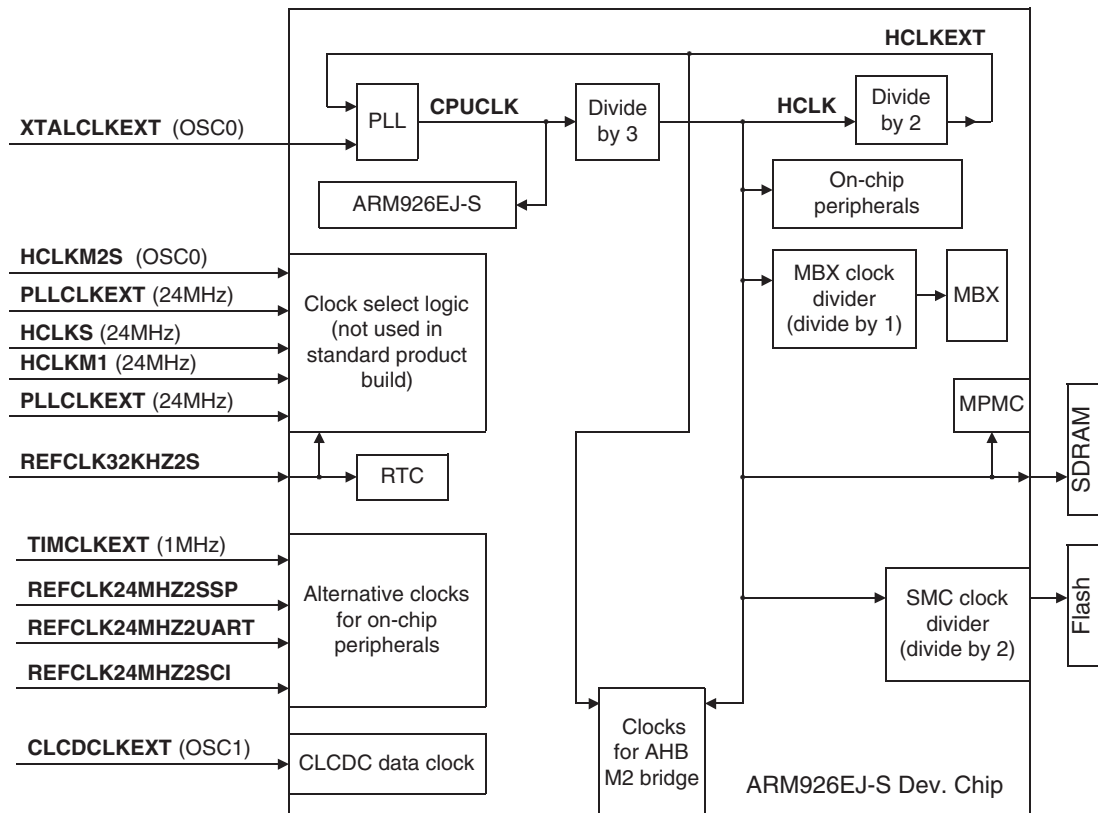 HCLKEXT
XTALCLKEXT (OSC0)
PLL
CPUCLK
Divide
by 3
HCLK
Divide
by 2
ARM926EJ-S
On-chip
peripherals
HCLKM2S (OSC0)
PLLCLKEXT (24MHz)
HCLKS (24MHz)
HCLKM1 (24MHz)
PLLCLKEXT (24MHz)
Clock select logic
(not used in
standard product
build)
MBX clock
divider
(divide by 1)
MBX
MPMC
SDRAM
REFCLK32KHZ2S
RTC
TIMCLKEXT (1MHz)
REFCLK24MHZ2SSP
REFCLK24MHZ2UART
REFCLK24MHZ2SCI
Alternative clocks
for on-chip
peripherals
SMC clock
divider
(divide by 2)
Flash
CLCDCLKEXT (OSC1)
CLCDC data clock
Clocks
for AHB
M2 bridge
ARM926EJ-S Dev. Chip